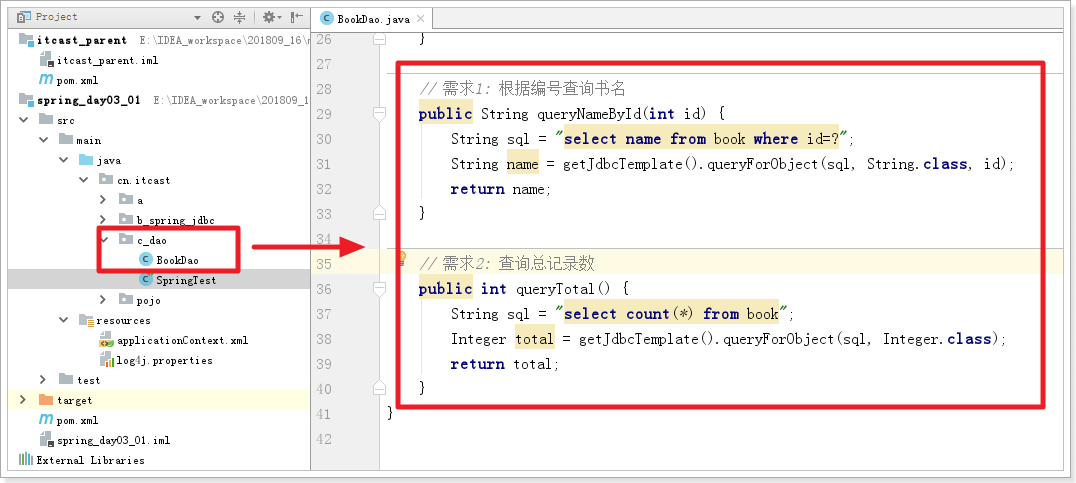 Project
itcast_parent E:\IDEA_workspace\201809_16\
itcast_parent.iml
pom.xml
spring_day03_01 E:\IDEA_workspace\201809_1
src
main
java
cn.itcast
a
b_spring_jdbc
c_dao
BookDao
SpringTest
pojo
resources
applicationContext.xml
log4j.properties
test
target
pom.xml
spring_day03_01.iml
External Libraries
BookDao.java
26 }
27
28 // 需求1: 根据编号查询书名
29 public String queryNameById(int id) {
30 String sql = "select name from book where id=?";
31 String name = getJdbcTemplate().queryForObject(sql, String.class, id);
32 return name;
33 }
34
35 // 需求2: 查询总记录数
36 public int queryTotal() {
37 String sql = "select count(*) from book";
38 Integer total = getJdbcTemplate().queryForObject(sql, Integer.class);
39 return total;
40 }
41 }
42